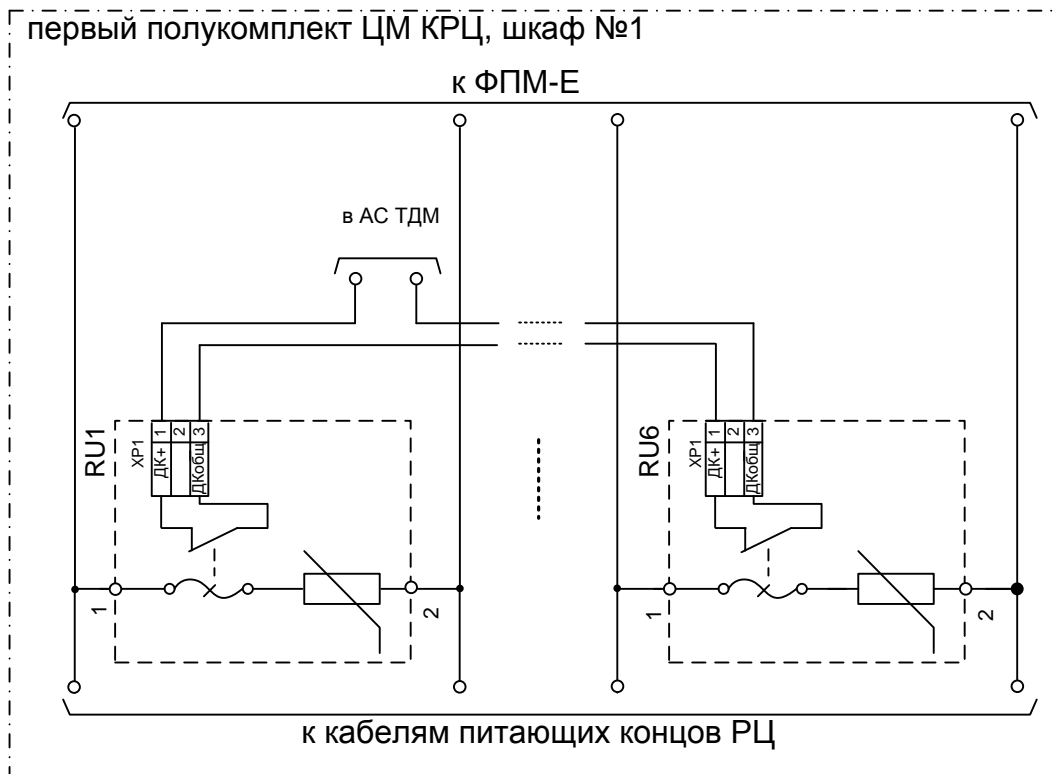 первый полукомплект ЦМ КРЦ, шкаф №1
к ФПМ-Е
в АС ТДМ
RU1
XP1
1
2
3
ДК+
ДКобщ
1
2
RU6
XP1
1
2
3
ДК+
ДКобщ
1
2
к кабелям питающих концов РЦ